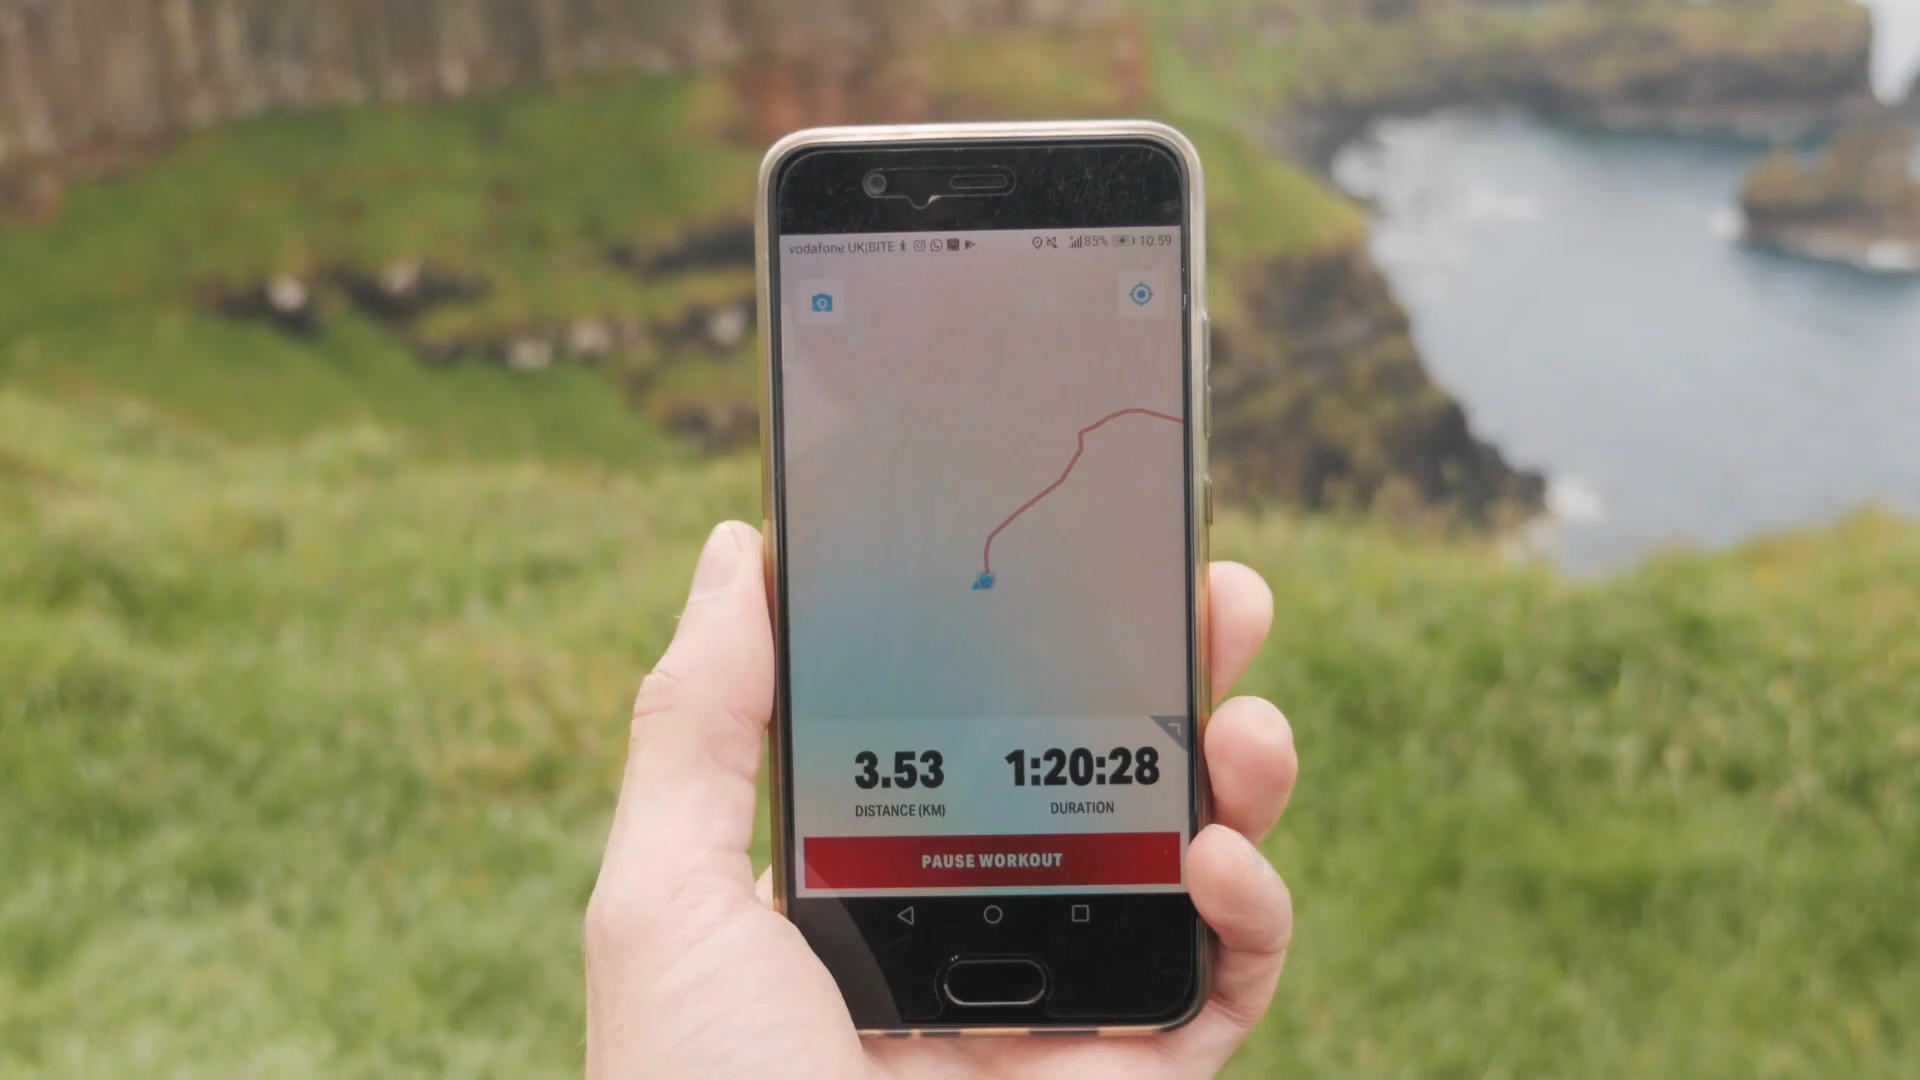 vodafone UK|BITE 85% 10:59
3.53 1:20:28
DISTANCE (KM) DURATION
PAUSE WORKOUT